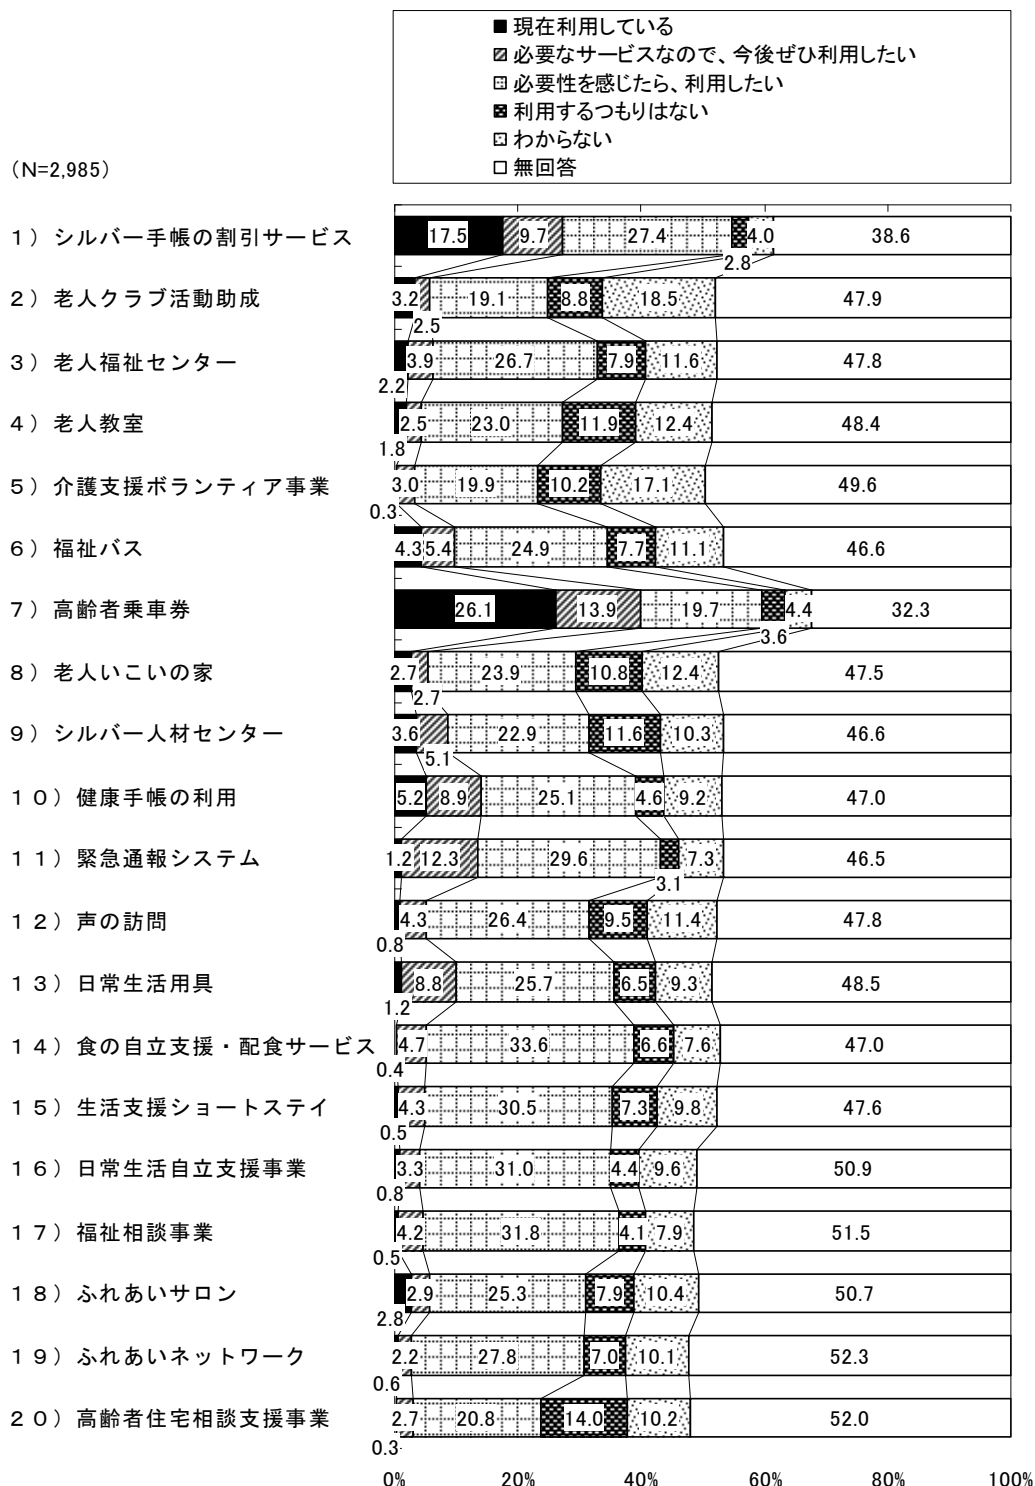 ■現在利用している
必要なサービスなので、今後ぜひ利用したい
必要性を感じたら、利用したい
利用するつもりはない
わからない
□無回答
(N=2,985)
1)シルバー手帳の割引サービス 17.5 9.7 27.4 4.0 38.6
2.8
2)老人クラブ活動助成 3.2 19.1 8.8 18.5 47.9
2.5
3)老人福祉センター 3.9 26.7 7.9 11.6 47.8
2.2
4)老人教室 2.5 23.0 11.9 12.4 48.4
1.8
5)介護支援ボランティア事業 3.0 19.9 10.2 17.1 49.6
0.3
6)福祉バス 4.3 5.4 24.9 7.7 11.1 46.6
7)高齢者乗車券 26.1 13.9 19.7 4.4 32.3
3.6
8)老人いこいの家 2.7 23.9 10.8 12.4 47.5
2.7
9)シルバー人材センター 3.6 22.9 11.6 10.3 46.6
5.1
10)健康手帳の利用 5.2 8.9 25.1 4.6 9.2 47.0
11)緊急通報システム 1.2 12.3 29.6 7.3 46.5
3.1
12)声の訪問 4.3 26.4 9.5 11.4 47.8
0.8
13)日常生活用具 8.8 25.7 6.5 9.3 48.5
1.2
14)食の自立支援・配食サービス 4.7 33.6 6.6 7.6 47.0
0.4
15)生活支援ショートステイ 4.3 30.5 7.3 9.8 47.6
0.5
16)日常生活自立支援事業 3.3 31.0 4.4 9.6 50.9
0.8
17)福祉相談事業 4.2 31.8 4.1 7.9 51.5
0.5
18)ふれあいサロン 2.9 25.3 7.9 10.4 50.7
2.8
19)ふれあいネットワーク 2.2 27.8 7.0 10.1 52.3
0.6
20)高齢者住宅相談支援事業 2.7 20.8 14.0 10.2 52.0
0.3
0% 20% 40% 60% 80% 100%